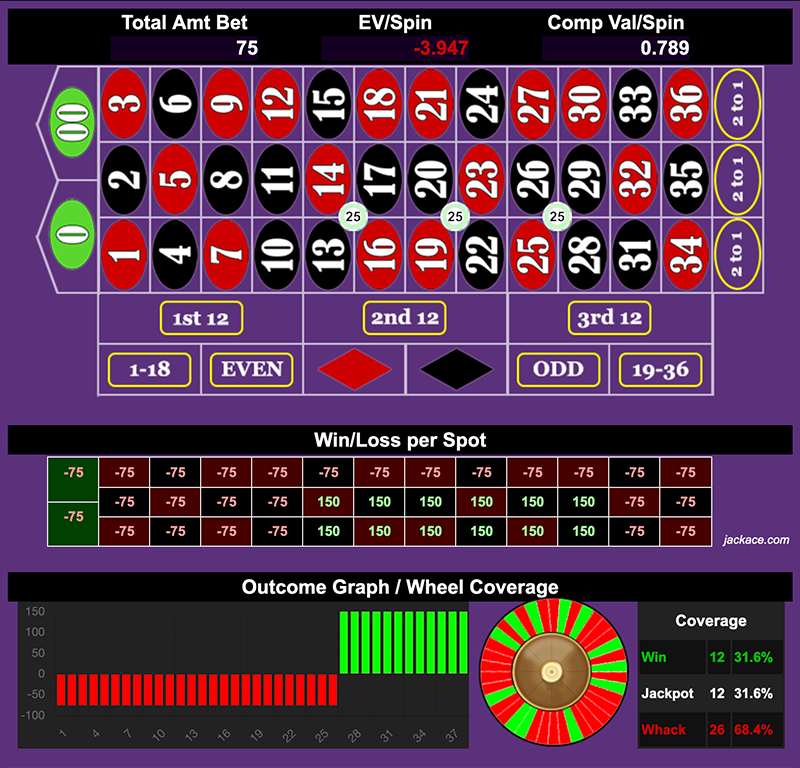 Total Amt Bet EV/Spin Comp Val/Spin
75 -3.947 0.789
00 3 6 9 12 15 18 21 24 27 30 33 36 2 to 1
0 2 5 8 11 14 17 20 23 26 29 32 35 2 to 1
25 25 25
1 4 7 10 13 16 19 22 25 28 31 34 2 to 1
1st 12 2nd 12 3rd 12
1-18 EVEN ODD 19-36
Win/Loss per Spot
-75 -75 -75 -75 -75 -75 -75 -75 -75 -75 -75 -75 -75
-75 -75 -75 -75 150 150 150 150 150 150 -75 -75
-75 -75 -75 -75 -75 150 150 150 150 150 150 -75 -75
jackace.com
Outcome Graph / Wheel Coverage
150
100
50
0
-50
-100
1 4 7 10 13 16 19 22 25 28 31 34 37
Coverage
Win 12 31.6%
Jackpot 12 31.6%
Whack 26 68.4%